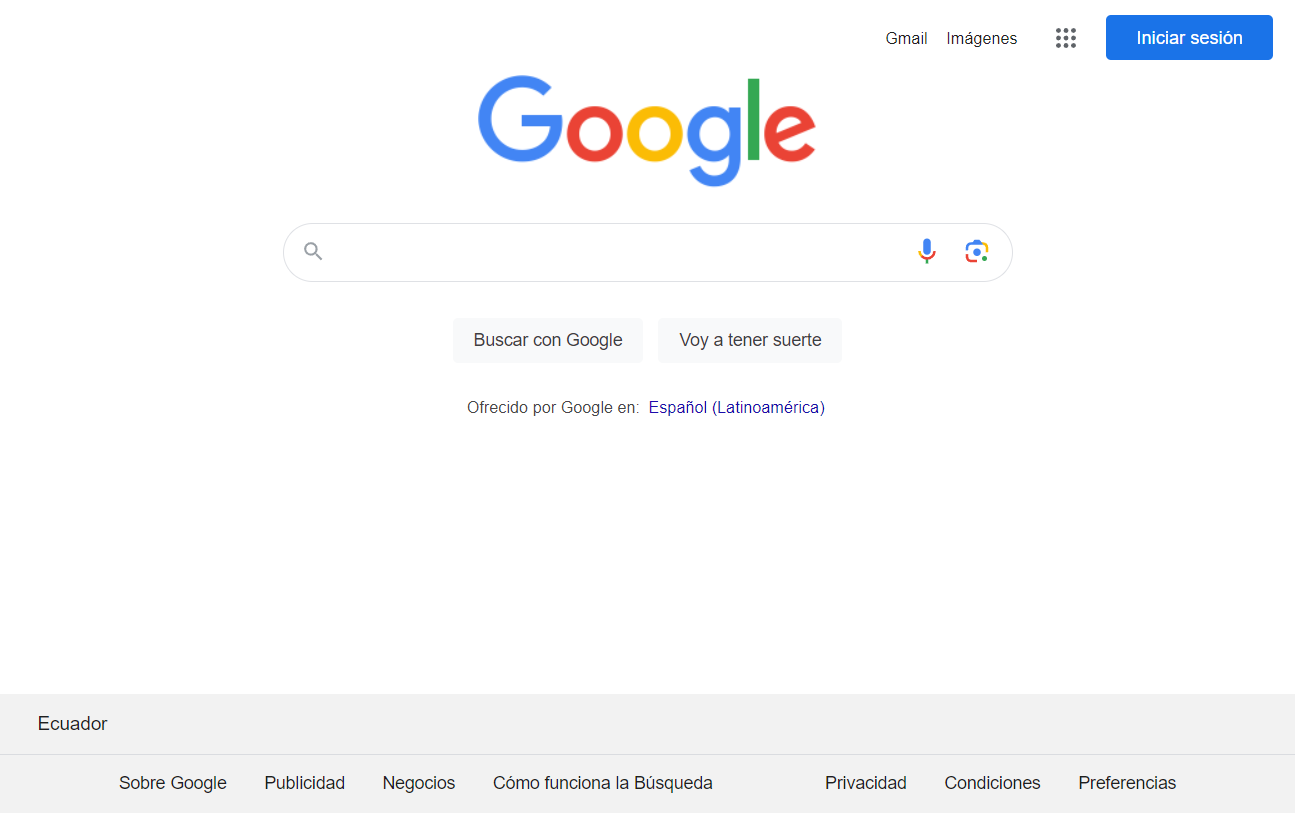 Gmail Imágenes Iniciar sesión
Google
Buscar con Google Voy a tener suerte
Ofrecido por Google en: Español (Latinoamérica)
Ecuador
Sobre Google Publicidad Negocios Cómo funciona la Búsqueda Privacidad Condiciones Preferencias